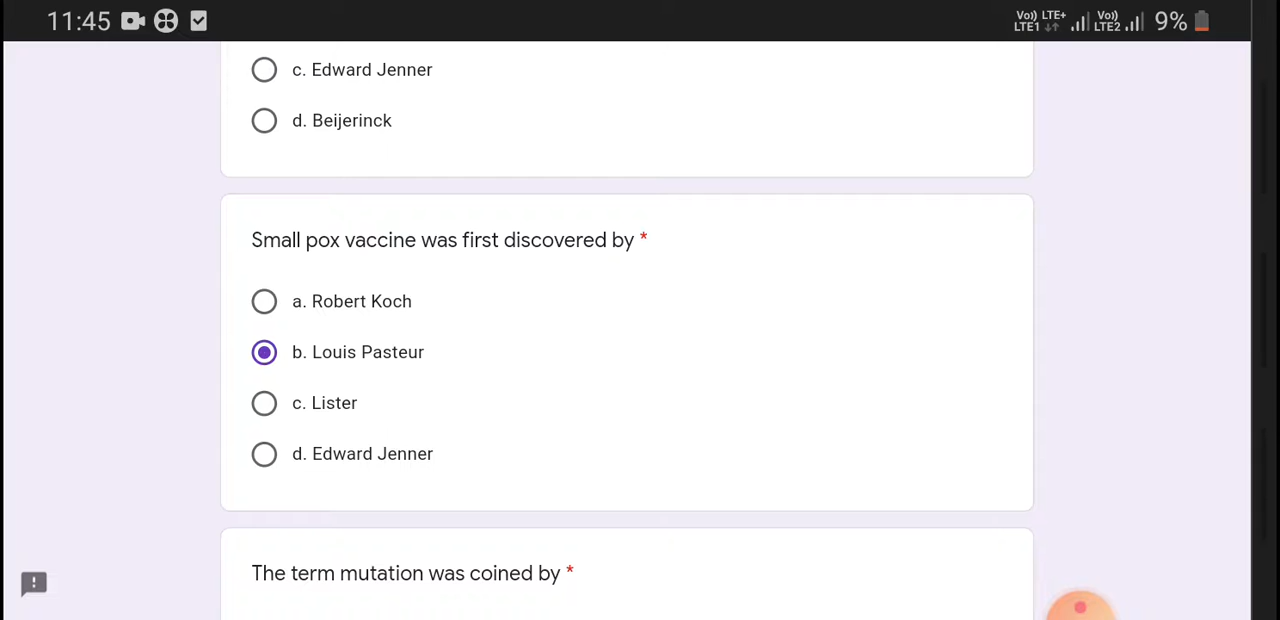 11:45
Vo)) LTE+ Vo))
LTE1 LTE2 9%
c. Edward Jenner
d. Beijerinck
Small pox vaccine was first discovered by *
a. Robert Koch
b. Louis Pasteur
c. Lister
d. Edward Jenner
The term mutation was coined by *